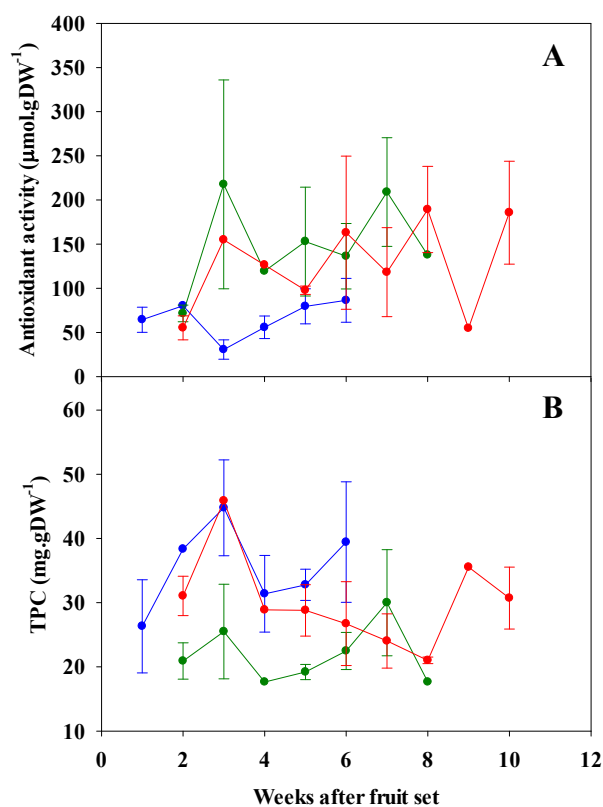 A
Antioxidant activity (µmol.gDW⁻¹)
400
350
300
250
200
150
100
50
0
B
TPC (mg.gDW⁻¹)
60
50
40
30
20
10
0 2 4 6 8 10 12
Weeks after fruit set